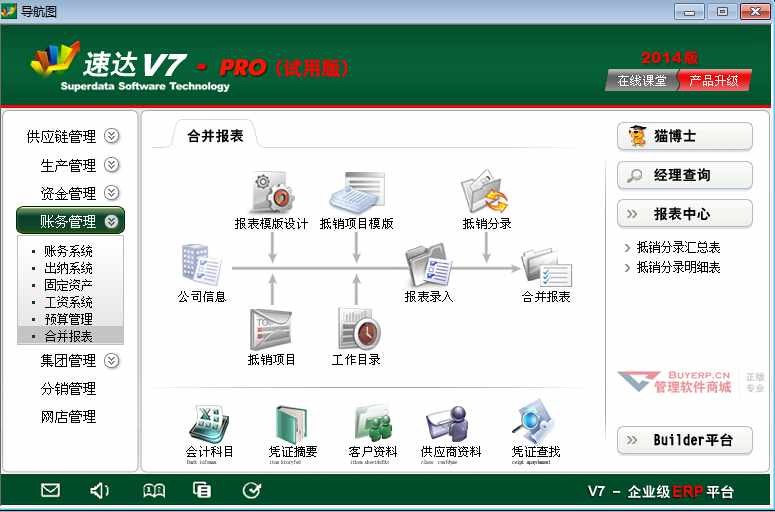 导航图
速达 V7 - PRO (试用版)
Superdata Software Technology
2014版
在线课堂
产品升级
供应链管理
生产管理
资金管理
账务管理
账务系统
出纳系统
固定资产
工资系统
预算管理
合并报表
集团管理
分销管理
网店管理
合并报表
报表模版设计
抵销项目模版
抵销分录
公司信息
报表录入
合并报表
抵销项目
工作目录
会计科目
凭证摘要
客户资料
供应商资料
凭证查找
猫博士
经理查询
报表中心
抵销分录汇总表
抵销分录明细表
BUYERP.CN
管理软件商城
正版
专业
Builder平台
V7 - 企业级ERP平台